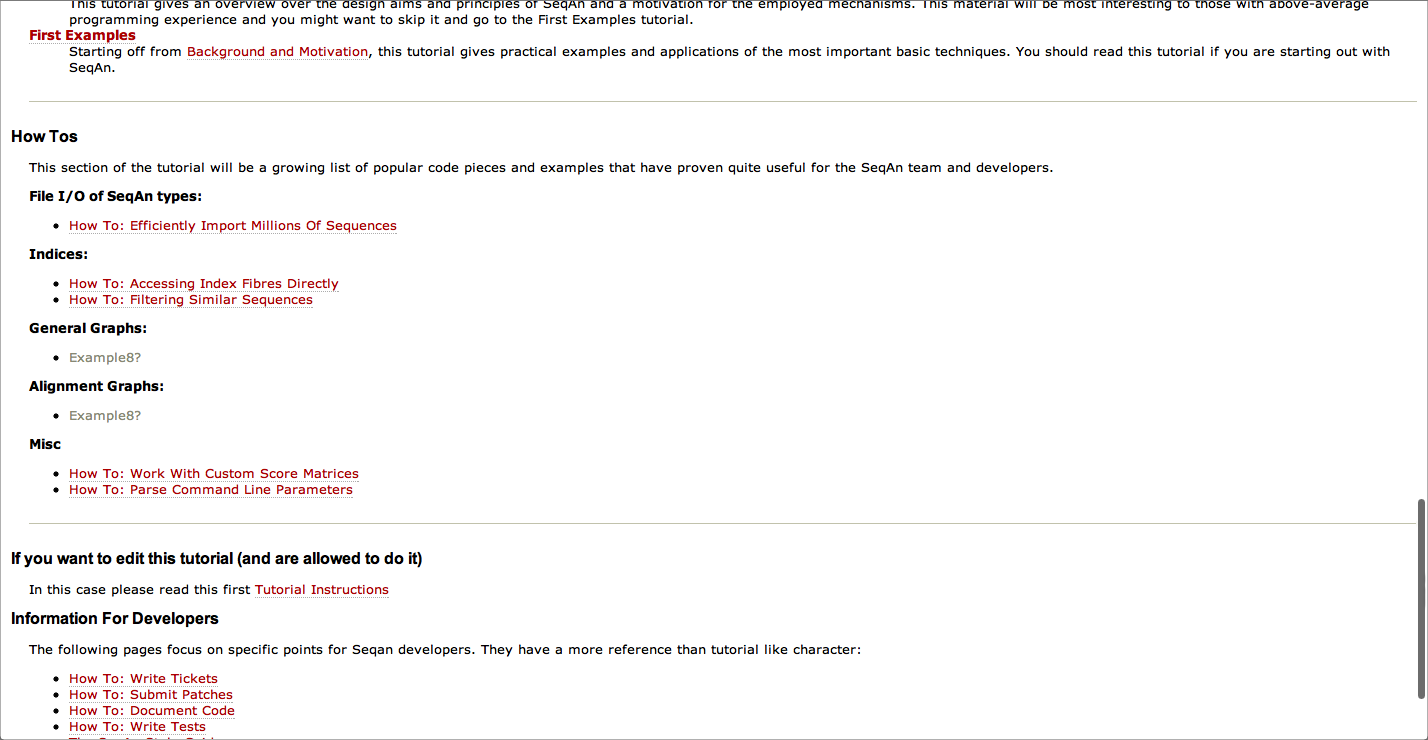 This tutorial gives an overview over the design aims and principles of SeqAn and a motivation for the employed mechanisms. This material will be most interesting to those with above-average
programming experience and you might want to skip it and go to the First Examples tutorial.
First Examples
Starting off from Background and Motivation, this tutorial gives practical examples and applications of the most important basic techniques. You should read this tutorial if you are starting out with
SeqAn.
How Tos
This section of the tutorial will be a growing list of popular code pieces and examples that have proven quite useful for the SeqAn team and developers.
File I/O of SeqAn types:
How To: Efficiently Import Millions Of Sequences
Indices:
How To: Accessing Index Fibres Directly
How To: Filtering Similar Sequences
General Graphs:
Example8?
Alignment Graphs:
Example8?
Misc
How To: Work With Custom Score Matrices
How To: Parse Command Line Parameters
If you want to edit this tutorial (and are allowed to do it)
In this case please read this first Tutorial Instructions
Information For Developers
The following pages focus on specific points for Seqan developers. They have a more reference than tutorial like character:
How To: Write Tickets
How To: Submit Patches
How To: Document Code
How To: Write Tests